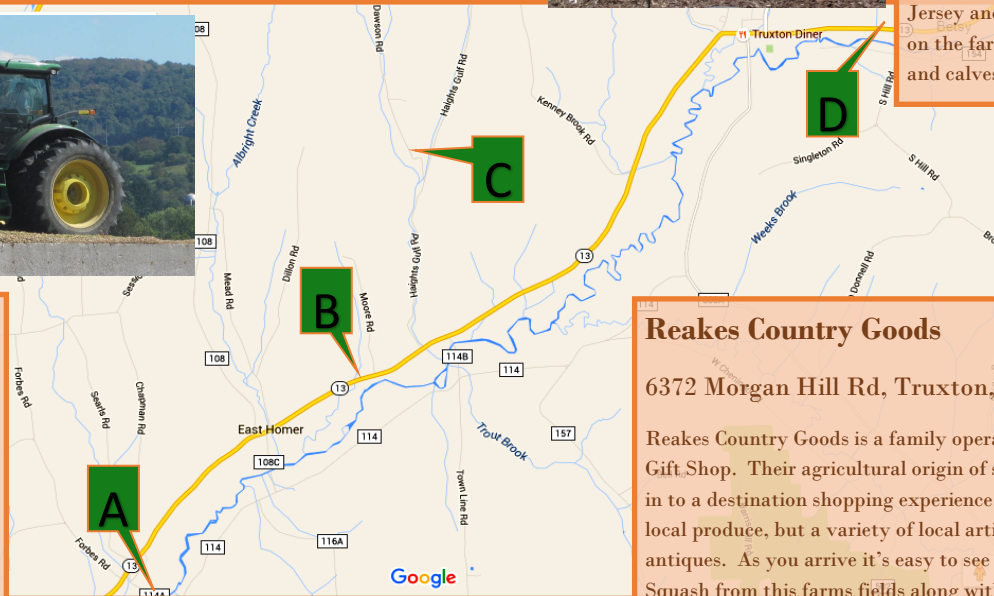 Jersey and
on the far
and calves
08
Dawson Rd
Haights Gulf Rd
Albright Creek
Kenney Brook Rd
Truxton Diner
13
S Hill Rd
D
Singleton Rd
S Hill Rd
C
Weeks Brook
108
Mead Rd
Dillon Rd
Haights Gulf Rd
13
B
Moore Rd
108
13
114B
114
Forbes Rd
Searls Rd
Chapman Rd
East Homer
108C
114
Trout Brook
157
Town Line Rd
A
Forbes Rd
13
114
116A
114A
Google
Reakes Country Goods
6372 Morgan Hill Rd, Truxton,
Reakes Country Goods is a family opera
Gift Shop. Their agricultural origin of s
in to a destination shopping experience
local produce, but a variety of local arti
antiques. As you arrive it's easy to see
Squash from this farms fields along wit